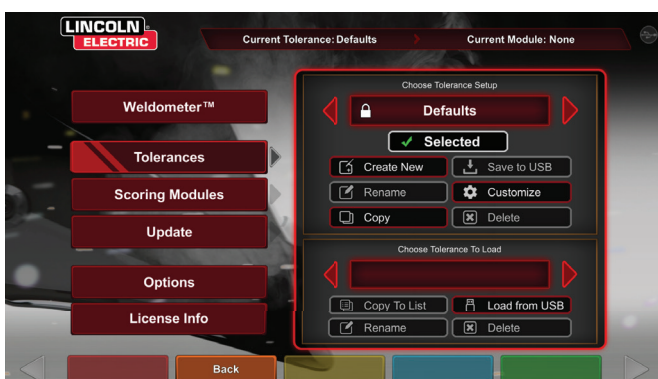 LINCOLN
ELECTRIC
Current Tolerance: Defaults
Current Module: None
Weldometer™
Tolerances
Scoring Modules
Update
Options
License Info
Choose Tolerance Setup
Defaults
Selected
Create New
Save to USB
Rename
Customize
Copy
Delete
Choose Tolerance To Load
Copy To List
Load from USB
Rename
Delete
Back